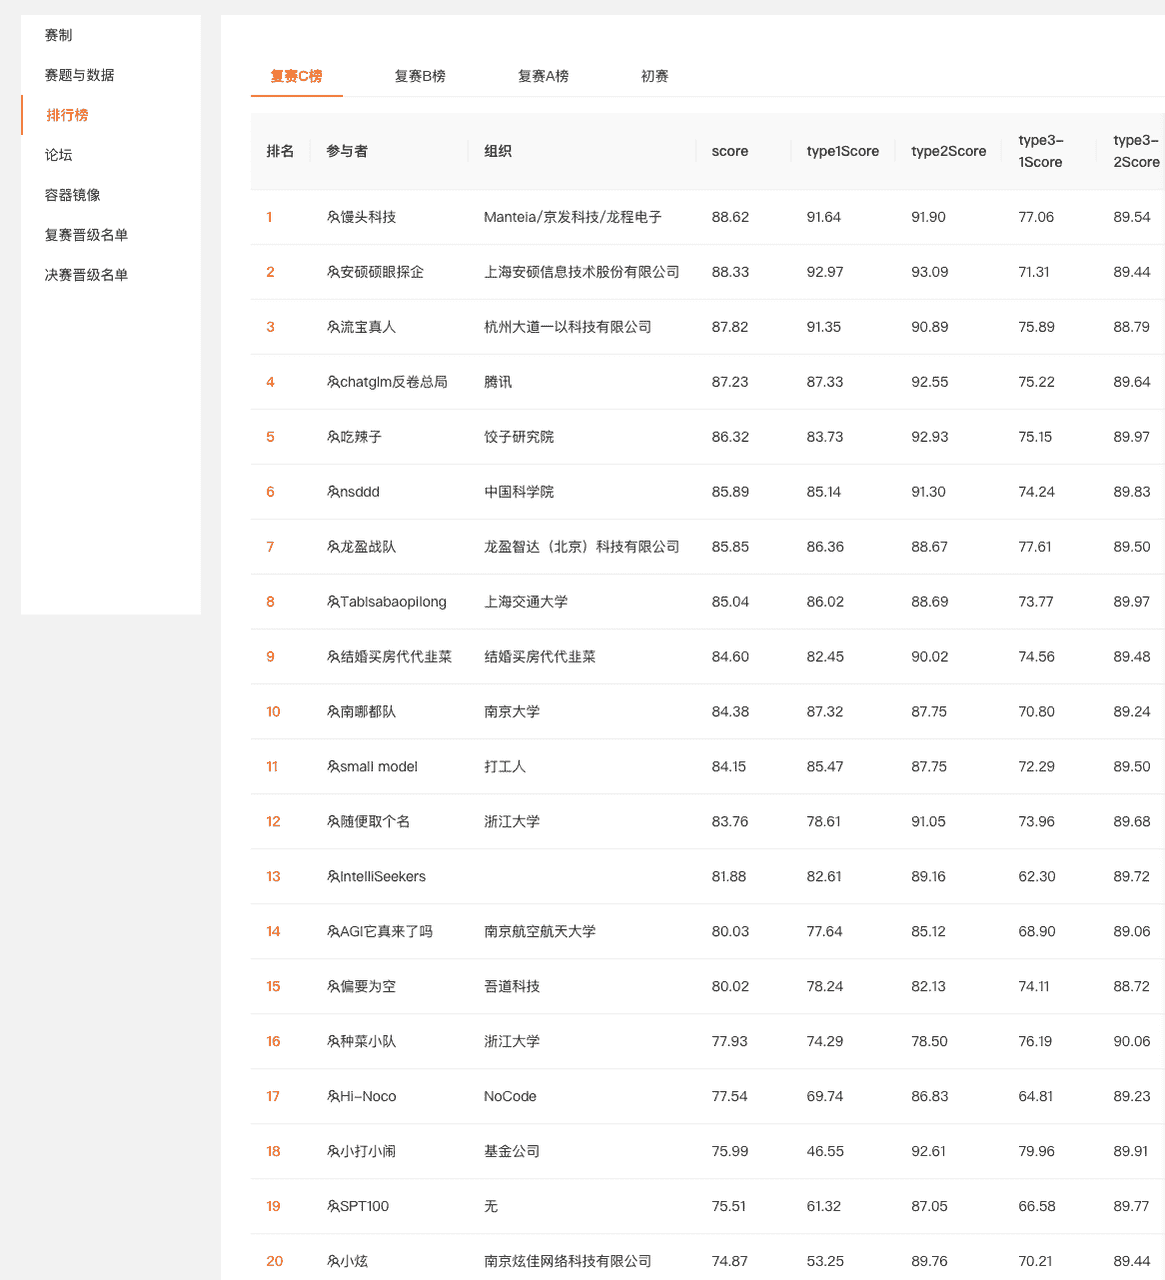 赛制
赛题与数据
排行榜
论坛
容器镜像
复赛晋级名单
决赛晋级名单
复赛C榜 复赛B榜 复赛A榜 初赛
排名 参与者 组织 score type1Score type2Score type3-1Score type3-2Score
1 馒头科技 Manteia/京发科技/龙程电子 88.62 91.64 91.90 77.06 89.54
2 安硕硕眼探企 上海安硕信息技术股份有限公司 88.33 92.97 93.09 71.31 89.44
3 流宝真人 杭州大道一以科技有限公司 87.82 91.35 90.89 75.89 88.79
4 chatglm反卷总局 腾讯 87.23 87.33 92.55 75.22 89.64
5 吃辣子 饺子研究院 86.32 83.73 92.93 75.15 89.97
6 nsddd 中国科学院 85.89 85.14 91.30 74.24 89.83
7 龙盈战队 龙盈智达（北京）科技有限公司 85.85 86.36 88.67 77.61 89.50
8 Tablsabaopilong 上海交通大学 85.04 86.02 88.69 73.77 89.97
9 结婚买房代代韭菜 结婚买房代代韭菜 84.60 82.45 90.02 74.56 89.48
10 南哪都队 南京大学 84.38 87.32 87.75 70.80 89.24
11 small model 打工人 84.15 85.47 87.75 72.29 89.50
12 随便取个名 浙江大学 83.76 78.61 91.05 73.96 89.68
13 IntelliSeekers 81.88 82.61 89.16 62.30 89.72
14 AGI它真来了吗 南京航空航天大学 80.03 77.64 85.12 68.90 89.06
15 偏要为空 吾道科技 80.02 78.24 82.13 74.11 88.72
16 种菜小队 浙江大学 77.93 74.29 78.50 76.19 90.06
17 Hi-Noco NoCode 77.54 69.74 86.83 64.81 89.23
18 小打小闹 基金公司 75.99 46.55 92.61 79.96 89.91
19 SPT100 无 75.51 61.32 87.05 66.58 89.77
20 小炫 南京炫佳网络科技有限公司 74.87 53.25 89.76 70.21 89.44